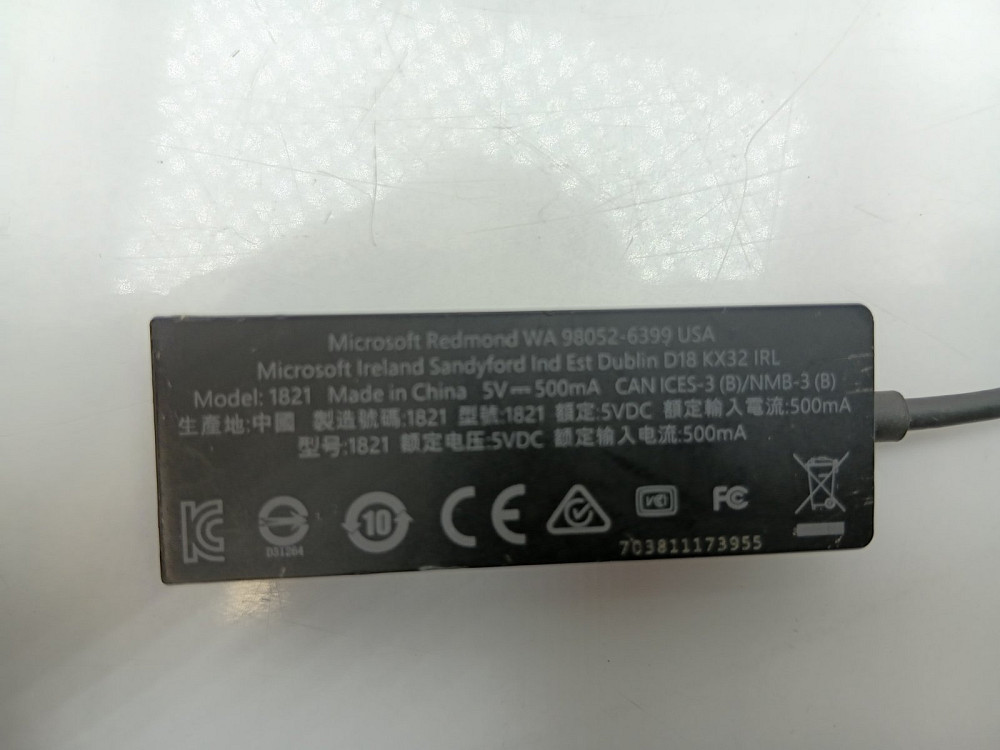 Microsoft Redmond WA 98052-6399 USA
Microsoft Ireland Sandyford Ind Est Dublin D18 KX32 IRL
Model: 1821 Made in China 5V⎓500mA CAN ICES-3 (B)/NMB-3 (B)
生產地:中國 製造號碼:1821 型號:1821 額定:5VDC 額定輸入電流:500mA
型号:1821 额定电压:5VDC 额定输入电流:500mA
KC D31264 10 CE FC
703811173955